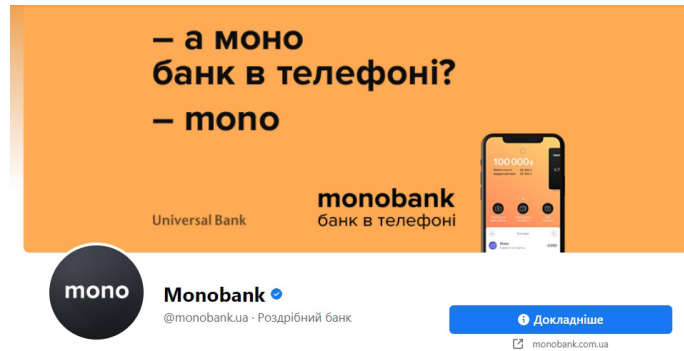 – а моно
банк в телефоні?
– mono
monobank
банк в телефоні
Universal Bank
100 000₴
mono
Monobank
@monobank.ua · Роздрібний банк
Докладніше
monobank.com.ua